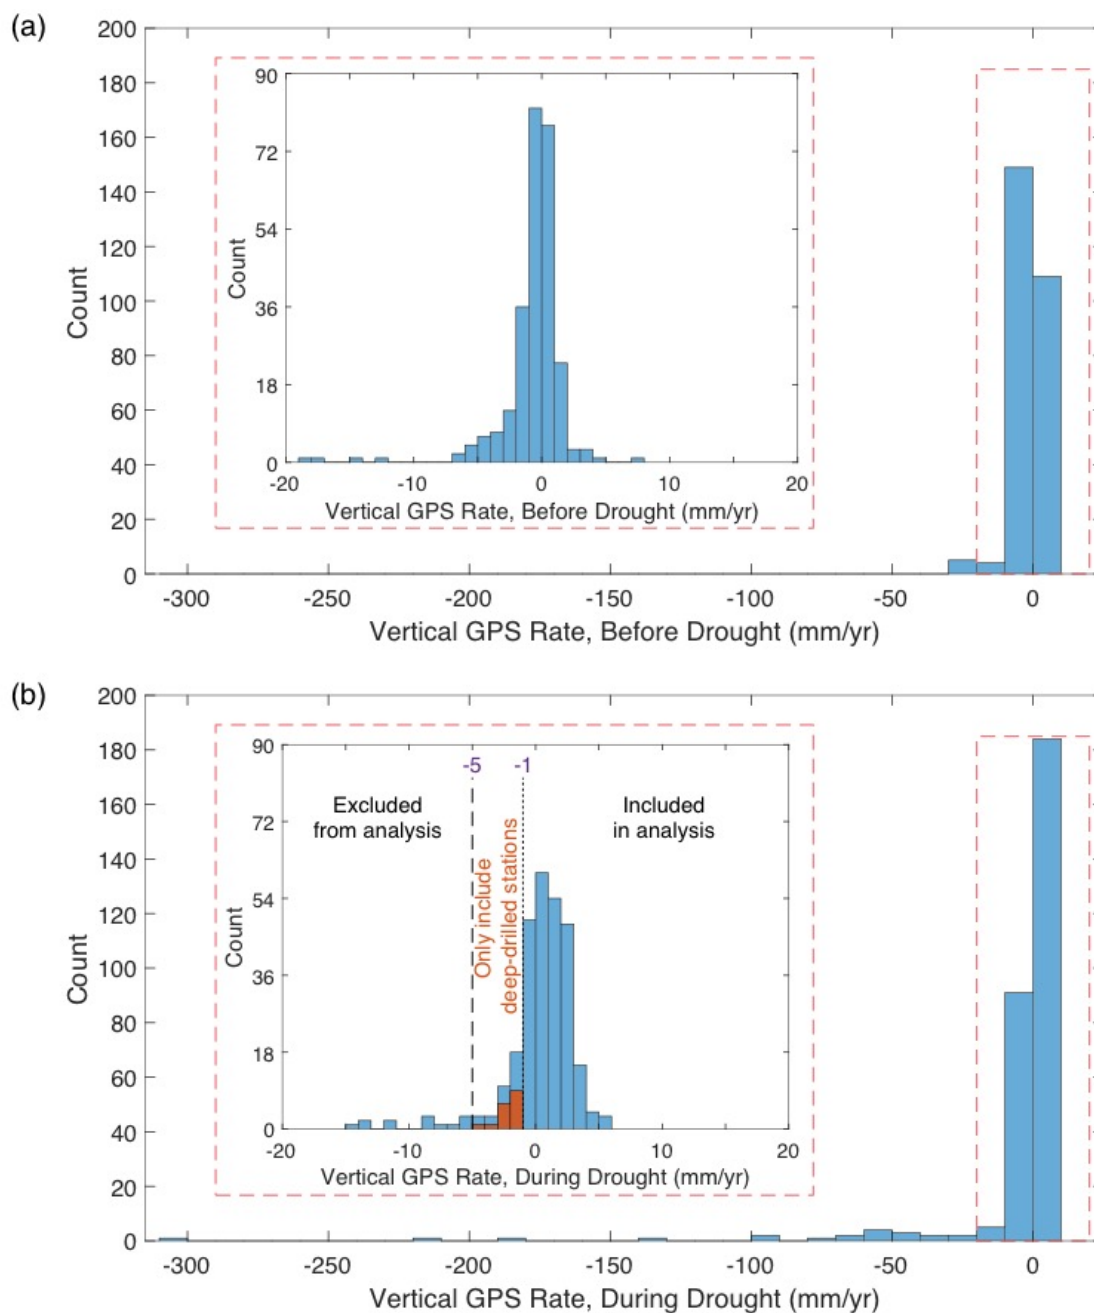 (a)
200
180
160
140
120
100
80
60
40
20
0
Count
90
72
54
36
18
0
Count
-20 -10 0 10 20
Vertical GPS Rate, Before Drought (mm/yr)
-300 -250 -200 -150 -100 -50 0
Vertical GPS Rate, Before Drought (mm/yr)
(b)
200
180
160
140
120
100
80
60
40
20
0
Count
90
72
54
36
18
0
Count
-5 -1
Excluded
from analysis
Only include
deep-drilled stations
Included
in analysis
-20 -10 0 10 20
Vertical GPS Rate, During Drought (mm/yr)
-300 -250 -200 -150 -100 -50 0
Vertical GPS Rate, During Drought (mm/yr)